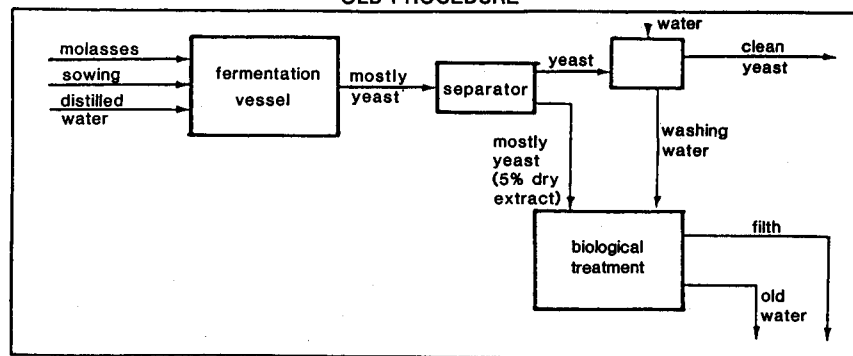 OLD PROCEDURE
molasses
sowing
distilled
water
fermentation
vessel
mostly
yeast
separator
yeast
water
clean
yeast
mostly
yeast
(5% dry
extract)
washing
water
biological
treatment
filth
old
water